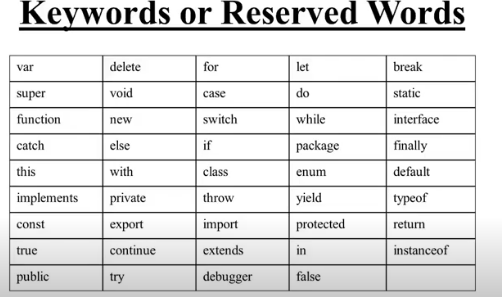 Keywords or Reserved Words
var delete for let break
super void case do static
function new switch while interface
catch else if package finally
this with class enum default
implements private throw yield typeof
const export import protected return
true continue extends in instanceof
public try debugger false